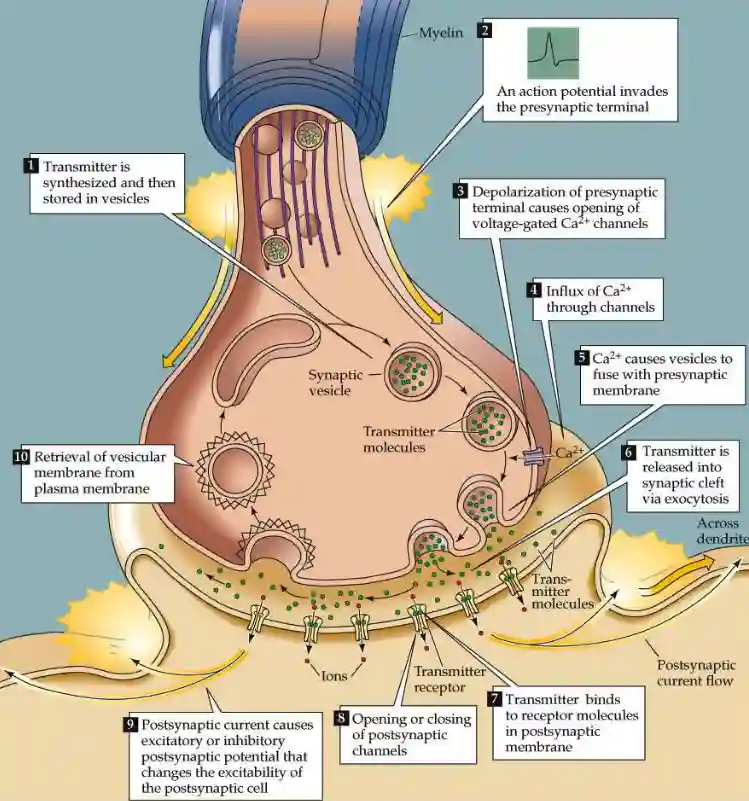 Myelin
2
An action potential invades
the presynaptic terminal
1 Transmitter is
synthesized and then
stored in vesicles
3 Depolarization of presynaptic
terminal causes opening of
voltage-gated Ca2+ channels
4 Influx of Ca2+
through channels
5 Ca2+ causes vesicles to
fuse with presynaptic
membrane
Synaptic
vesicle
Transmitter
molecules
Ca2+
6 Transmitter is
released into
synaptic cleft
via exocytosis
10 Retrieval of vesicular
membrane from
plasma membrane
Across
dendrite
Trans-
mitter
molecules
Ions
Transmitter
receptor
Postsynaptic
current flow
7 Transmitter binds
to receptor molecules
in postsynaptic
membrane
8 Opening or closing
of postsynaptic
channels
9 Postsynaptic current causes
excitatory or inhibitory
postsynaptic potential that
changes the excitability of
the postsynaptic cell